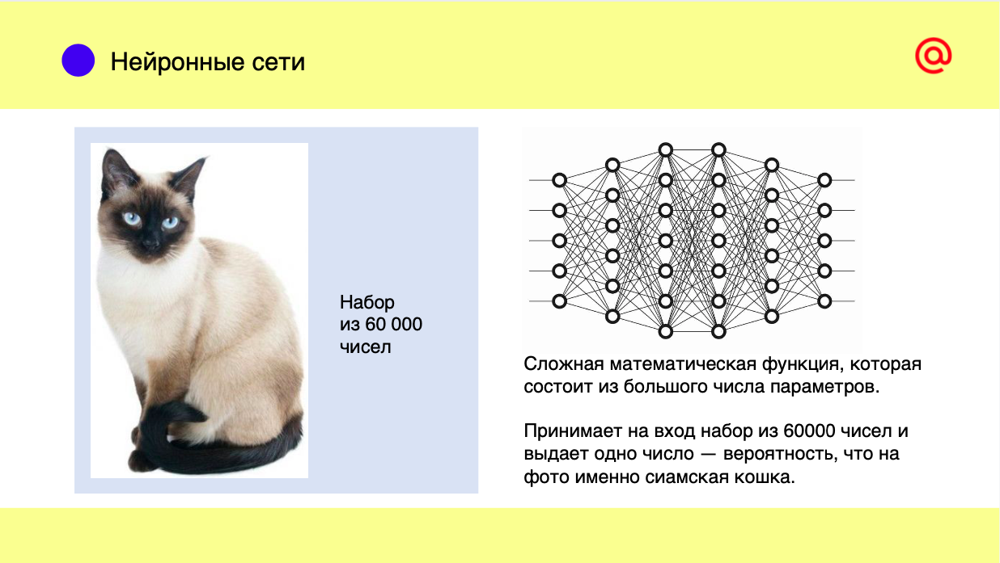 Нейронные сети
@
Набор
из 60 000
чисел
Сложная математическая функция, которая
состоит из большого числа параметров.
Принимает на вход набор из 60000 чисел и
выдает одно число — вероятность, что на
фото именно сиамская кошка.